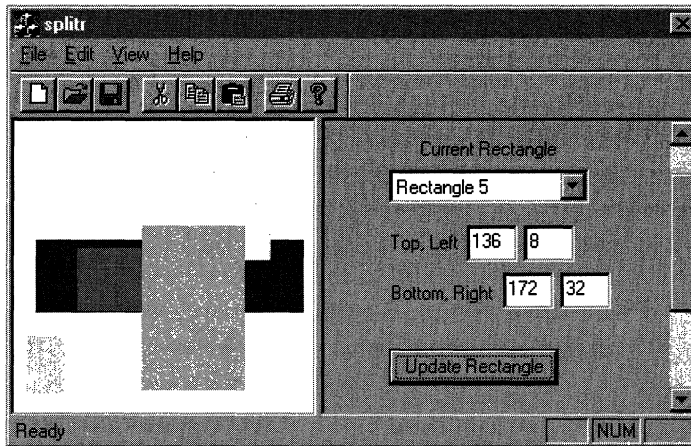 splitr
File Edit View Help
Current Rectangle
Rectangle 5
Top, Left 136 8
Bottom, Right 172 32
Update Rectangle
Ready NUM